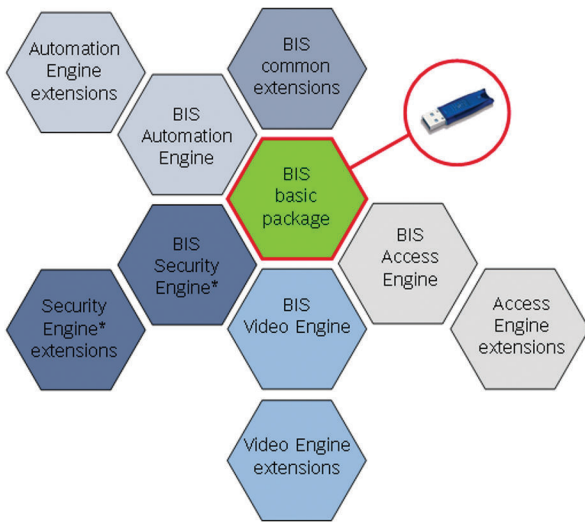 Automation
Engine
extensions
BIS
common
extensions
BIS
Automation
Engine
BIS
basic
package
BIS
Security
Engine*
BIS
Access
Engine
Security
Engine*
extensions
BIS
Video Engine
Access
Engine
extensions
Video Engine
extensions